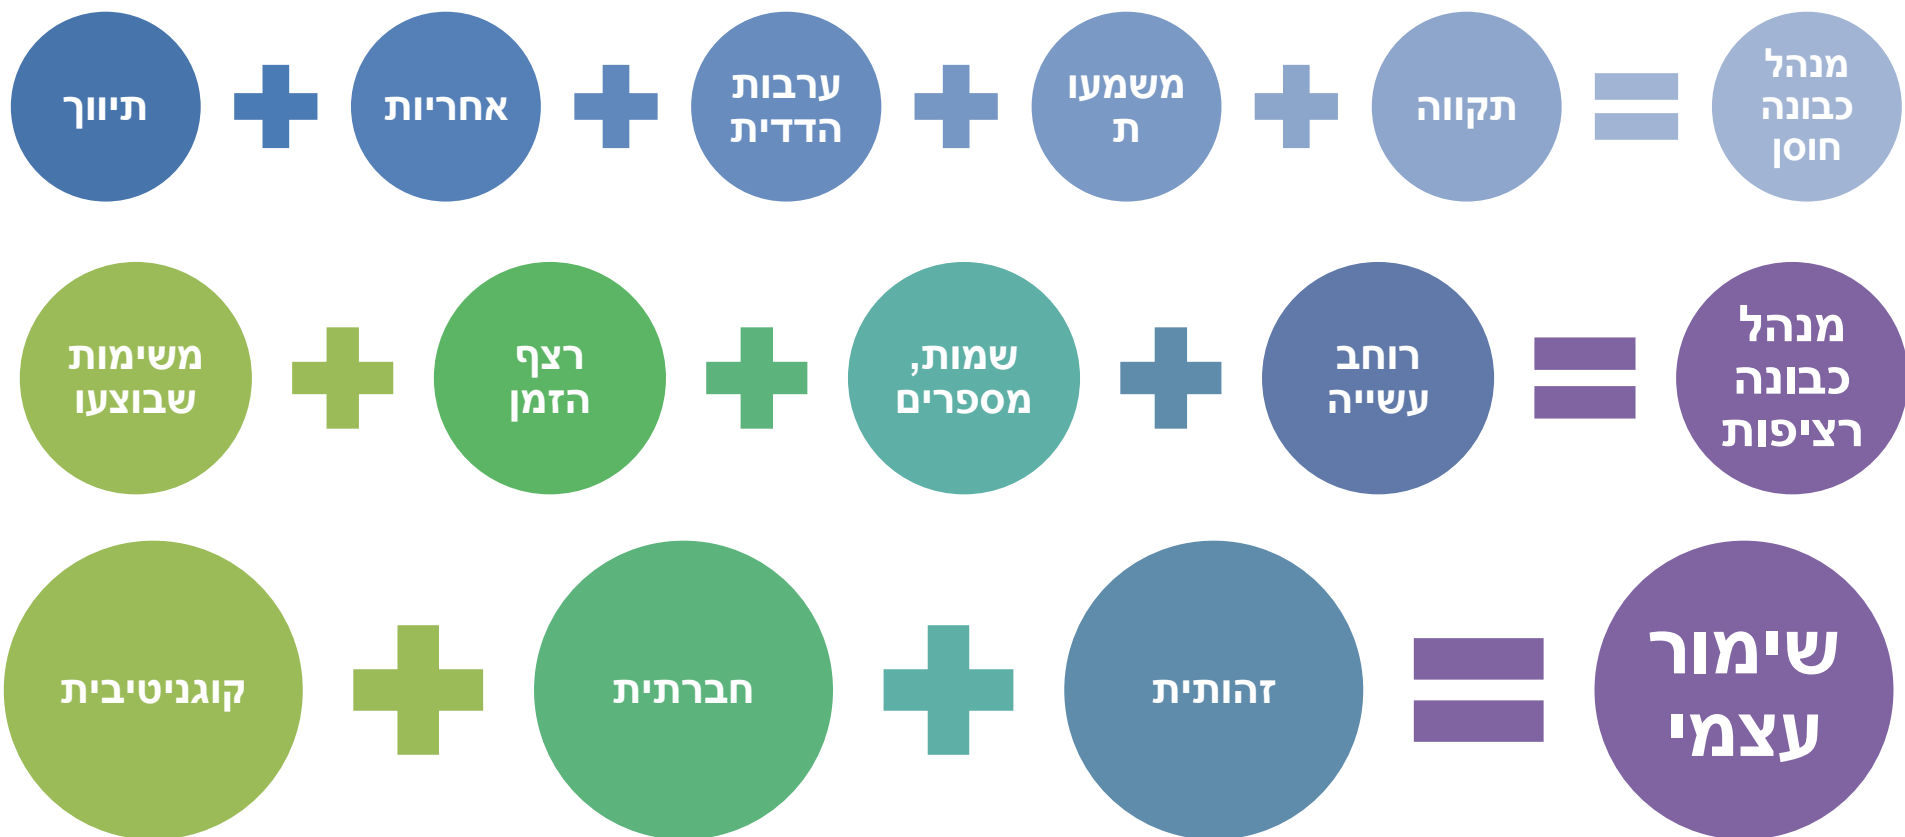 תיווך
אחריות
ערבות
הדדית
משמעו
ת
תקווה
מנהל
כבונה
חוסן
משימות
שבוצעו
רצף
הזמן
שמות,
מספרים
רוחב
עשייה
מנהל
כבונה
רציפות
קוגניטיבית
חברתית
זהותית
שימור
עצמי